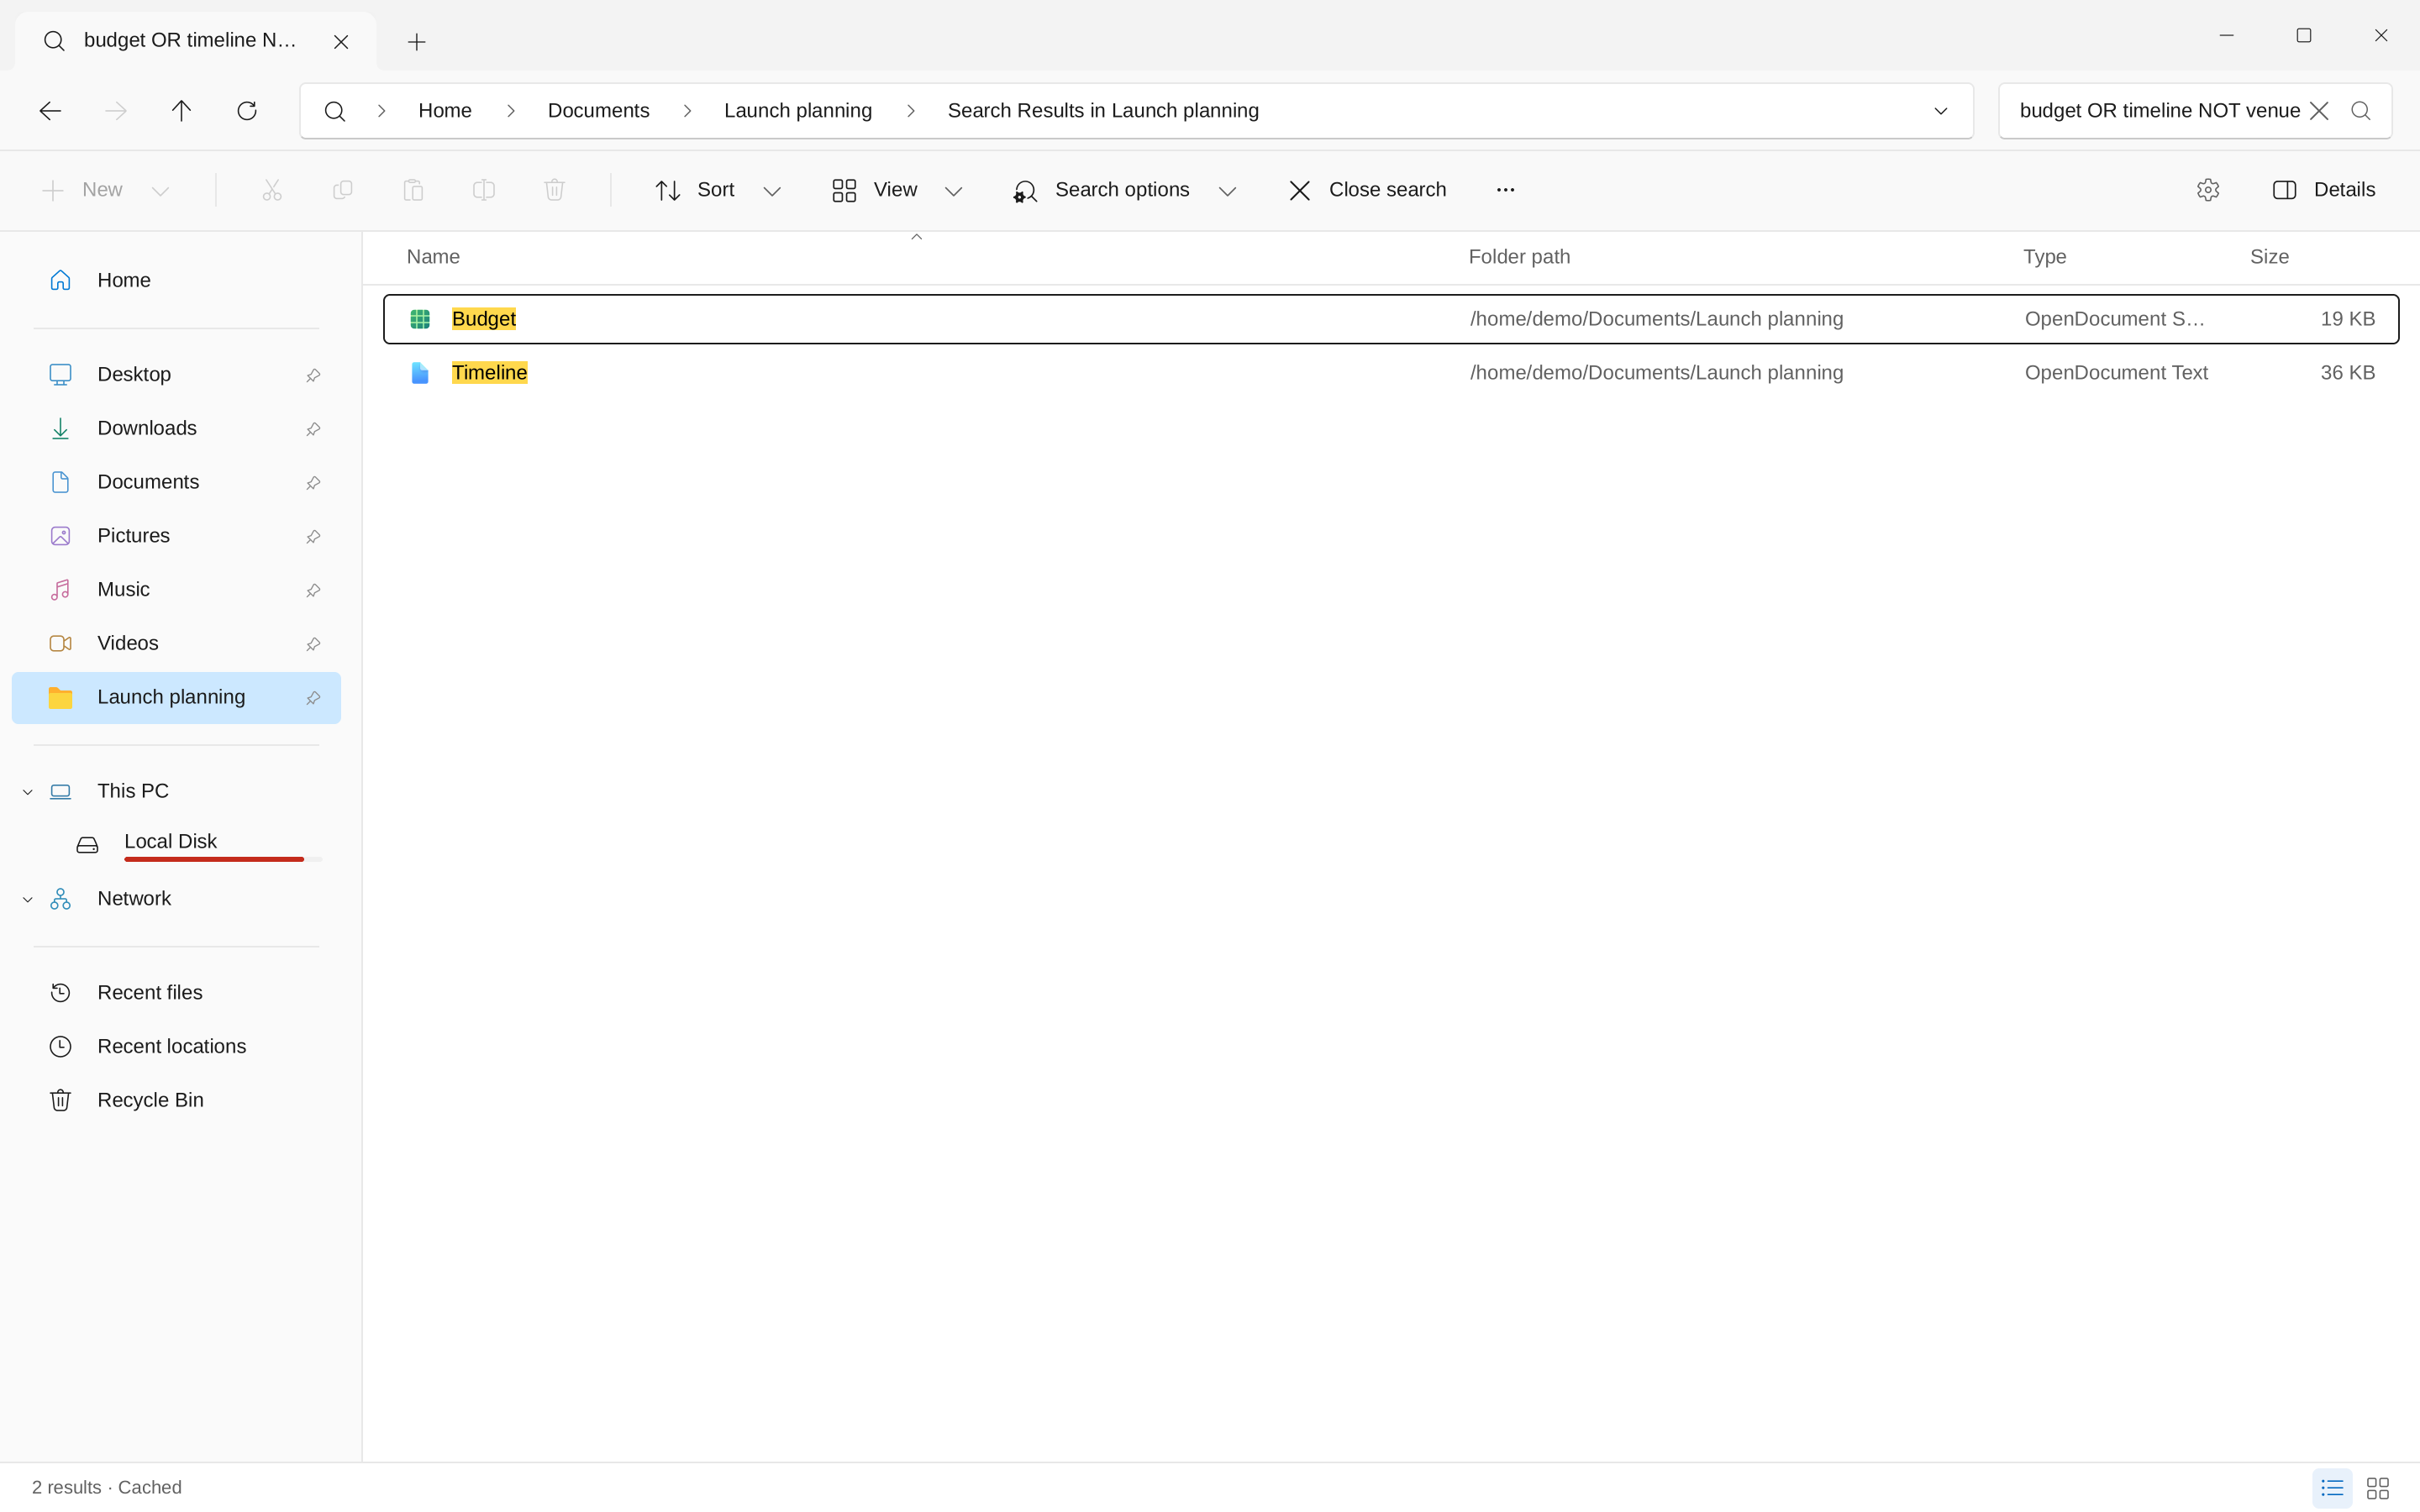 budget OR timeline N...
Home Documents Launch planning Search Results in Launch planning
budget OR timeline NOT venue
New Sort View Search options Close search Details
Home
Desktop
Downloads
Documents
Pictures
Music
Videos
Launch planning
This PC
Local Disk
Network
Recent files
Recent locations
Recycle Bin
Name Folder path Type Size
Budget /home/demo/Documents/Launch planning OpenDocument S... 19 KB
Timeline /home/demo/Documents/Launch planning OpenDocument Text 36 KB
2 results · Cached